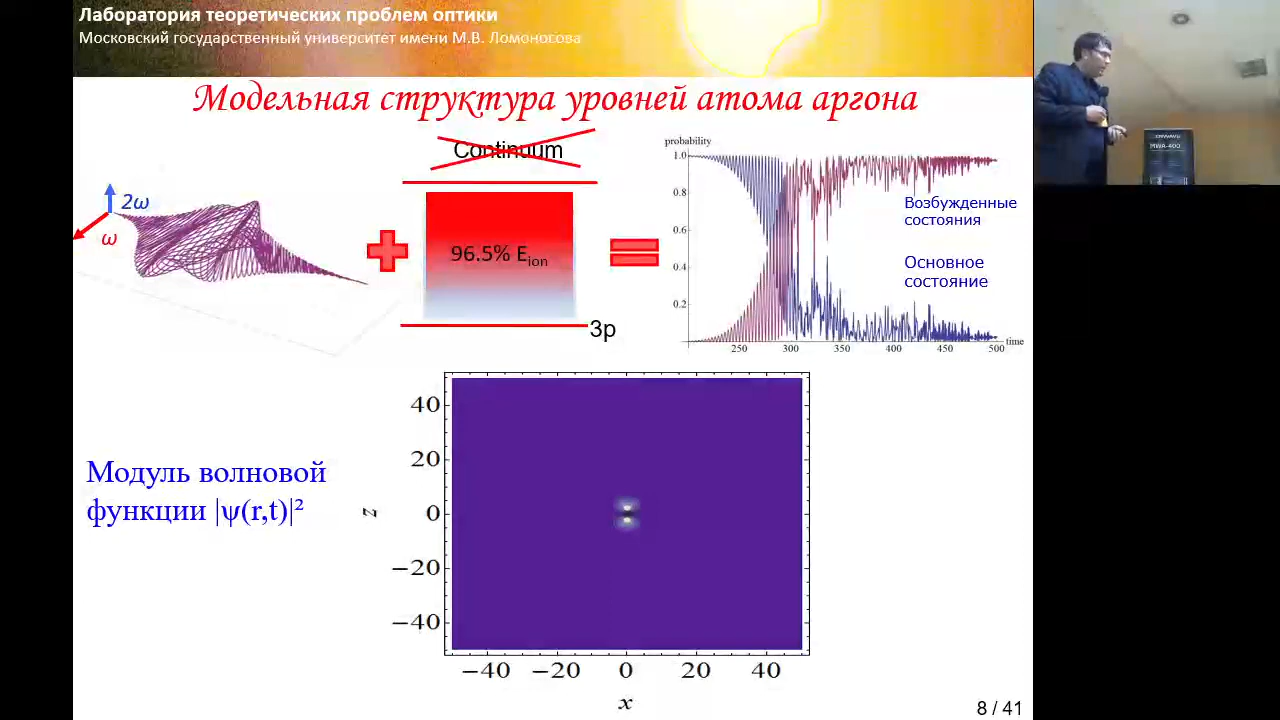 Лаборатория теоретических проблем оптики
Московский государственный университет имени М.В. Ломоносова
Модельная структура уровней атома аргона
Continuum
2ω
ω
96.5% Eion
3p
probability
1.0
0.8
0.6
0.4
0.2
250
300
350
400
450
500
time
Возбужденные
состояния
Основное
состояние
MWA-400
Модуль волновой
функции |ψ(r,t)|²
z
40
20
0
−20
−40
−40
−20
0
20
40
x
8 / 41